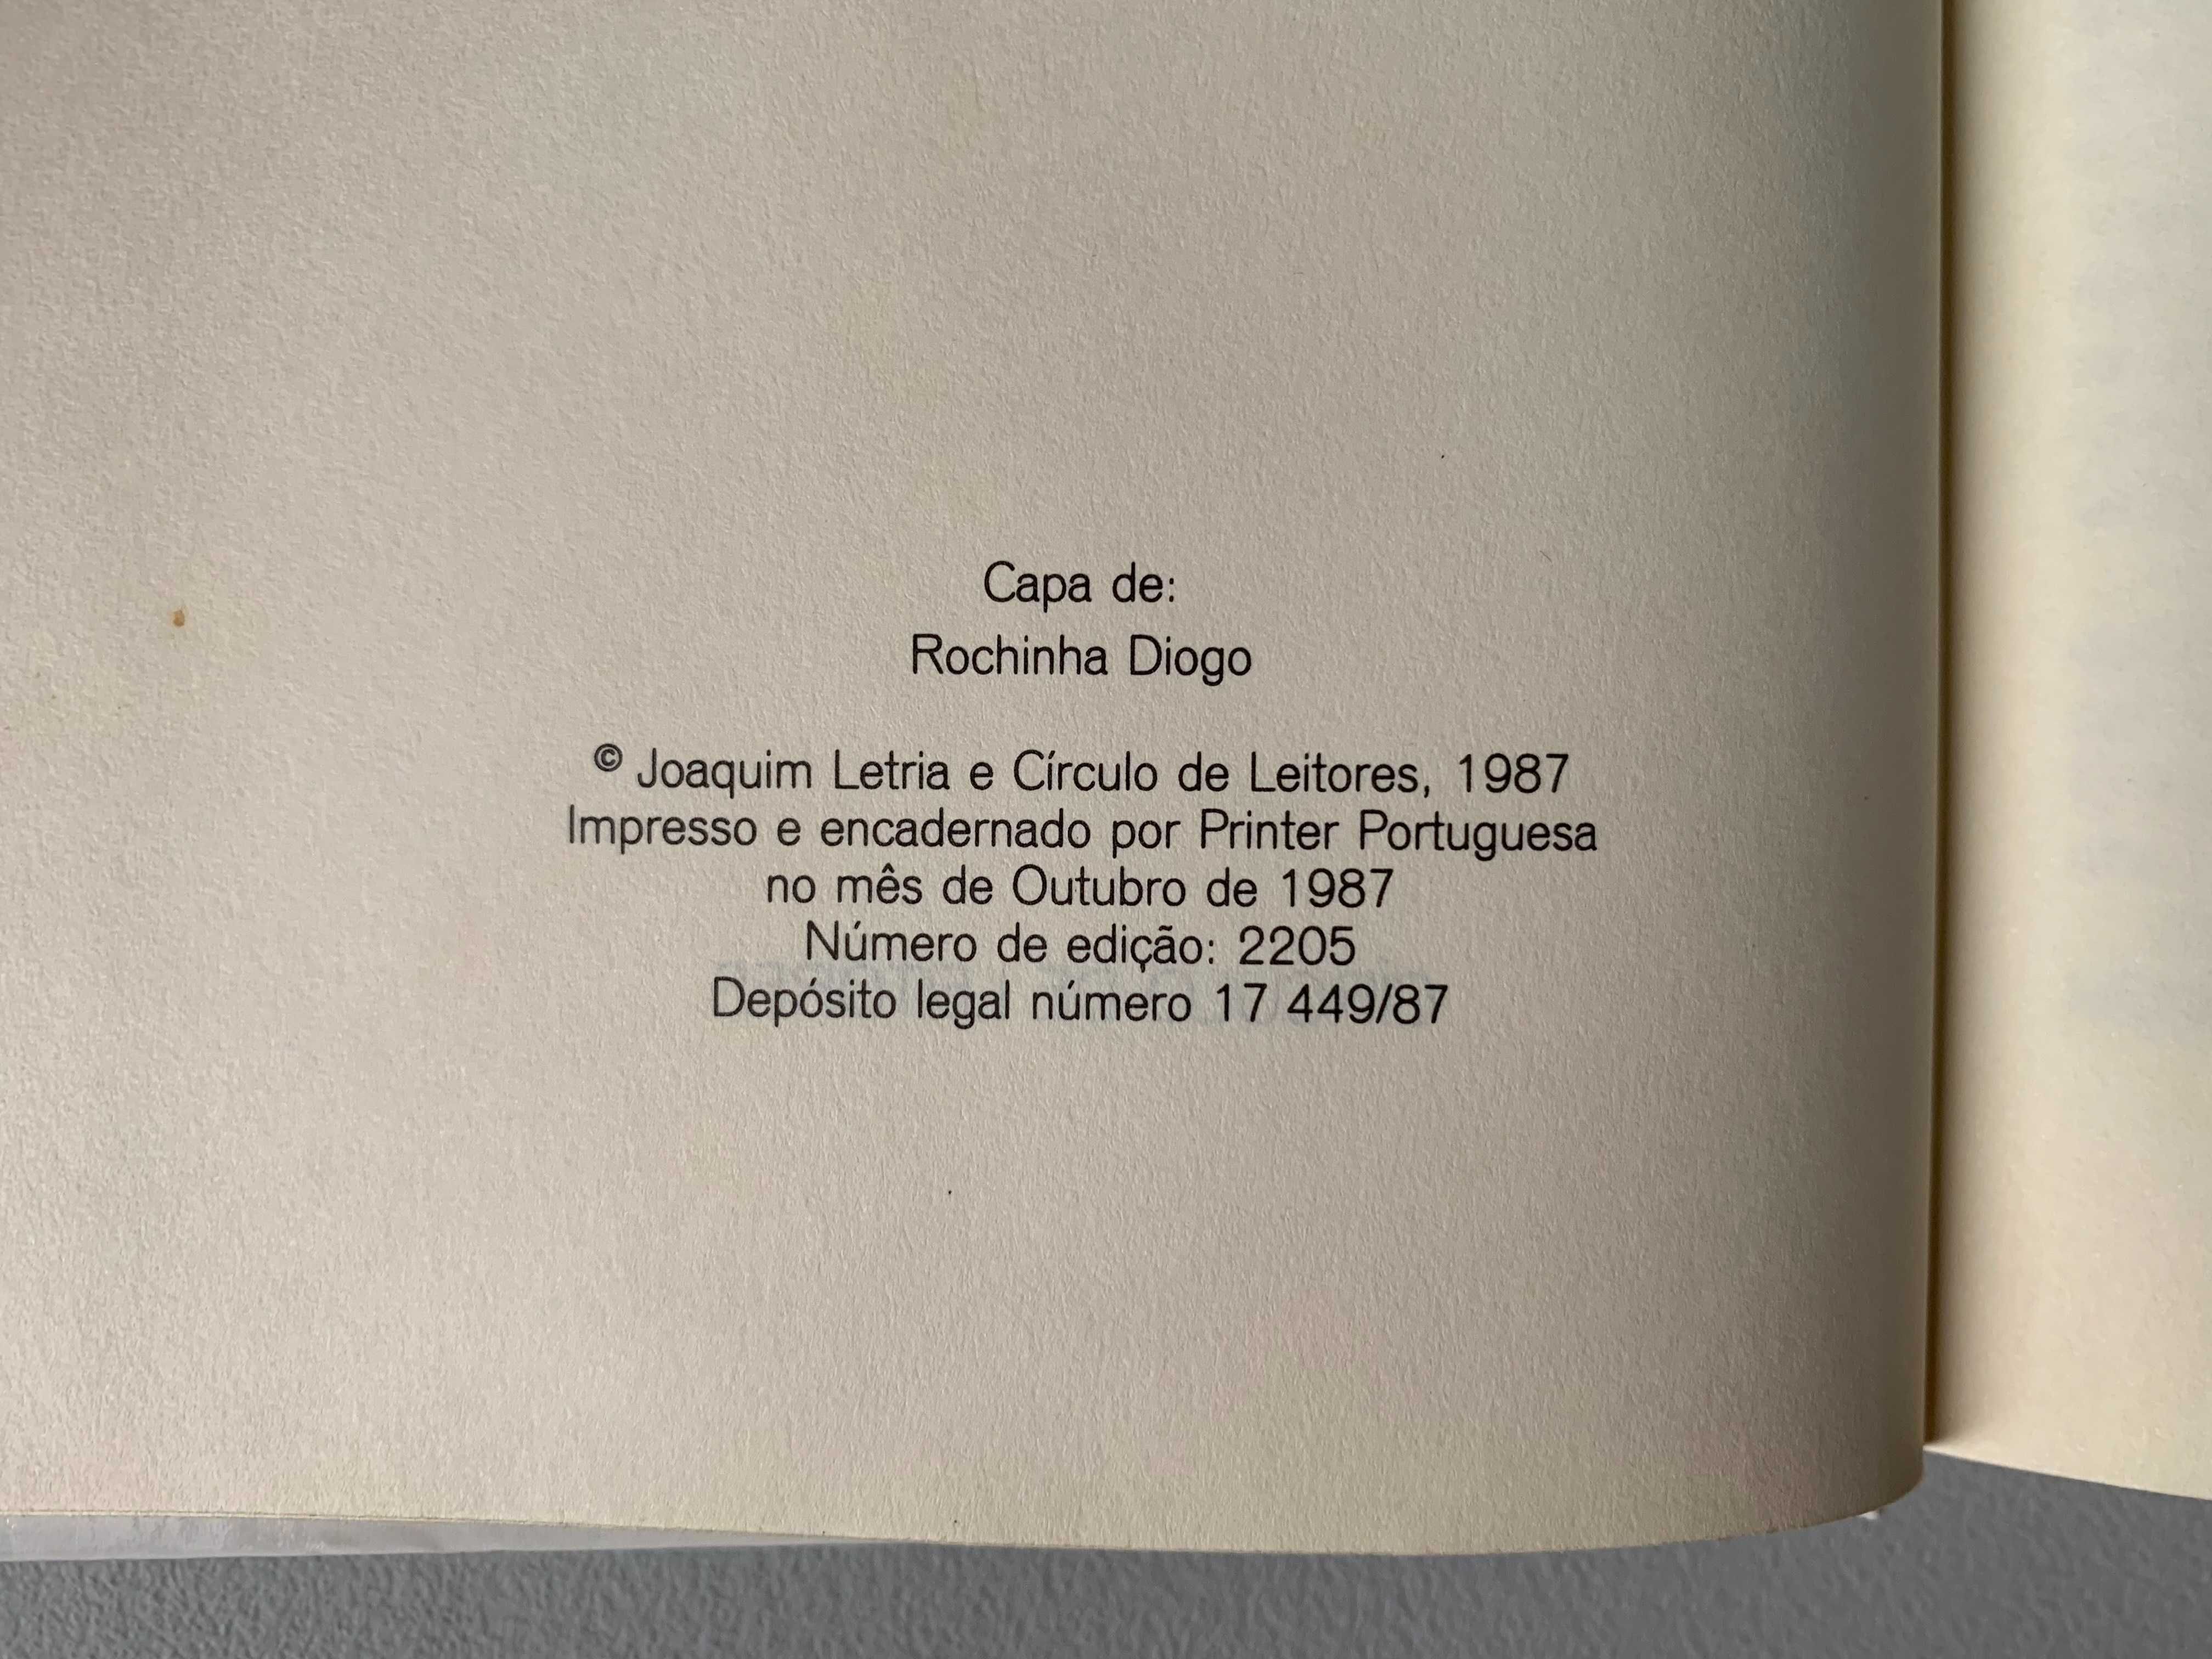 Capa de:
Rochinha Diogo
© Joaquim Letria e Círculo de Leitores, 1987
Impresso e encadernado por Printer Portuguesa
no mês de Outubro de 1987
Número de edição: 2205
Depósito legal número 17 449/87